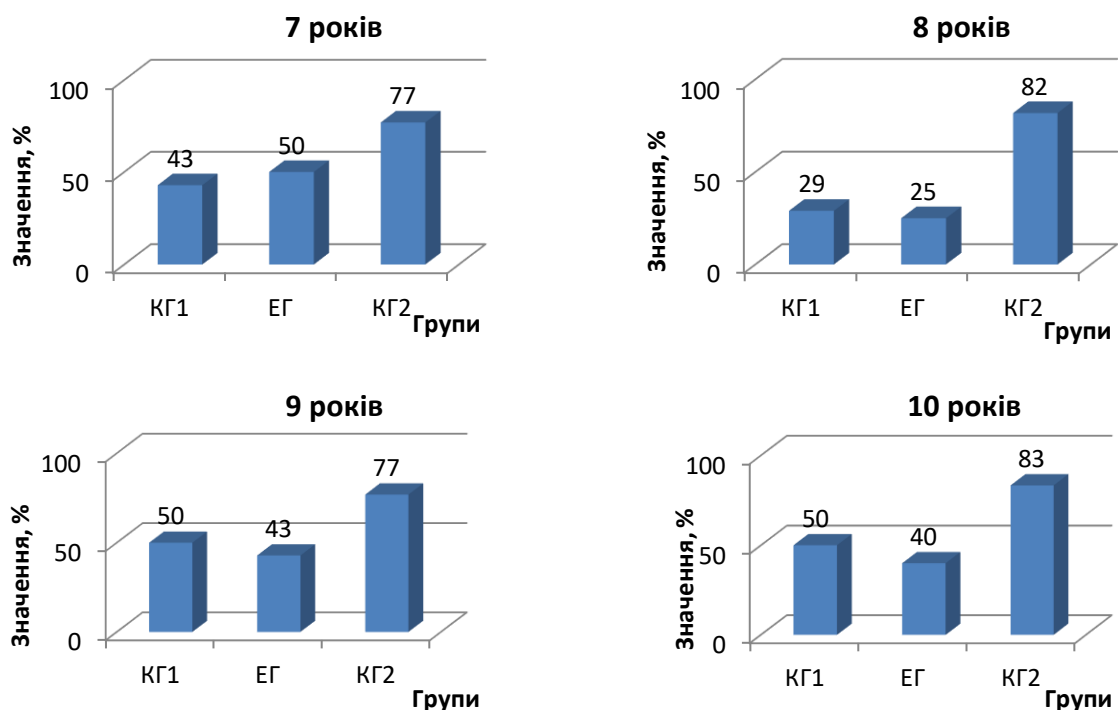 7 років
Значення, %
100
50
0
43
50
77
КГ1 ЕГ КГ2
Групи
8 років
Значення, %
100
50
0
29
25
82
КГ1 ЕГ КГ2
Групи
9 років
Значення, %
100
50
0
50
43
77
КГ1 ЕГ КГ2
Групи
10 років
Значення, %
100
50
0
50
40
83
КГ1 ЕГ КГ2
Групи